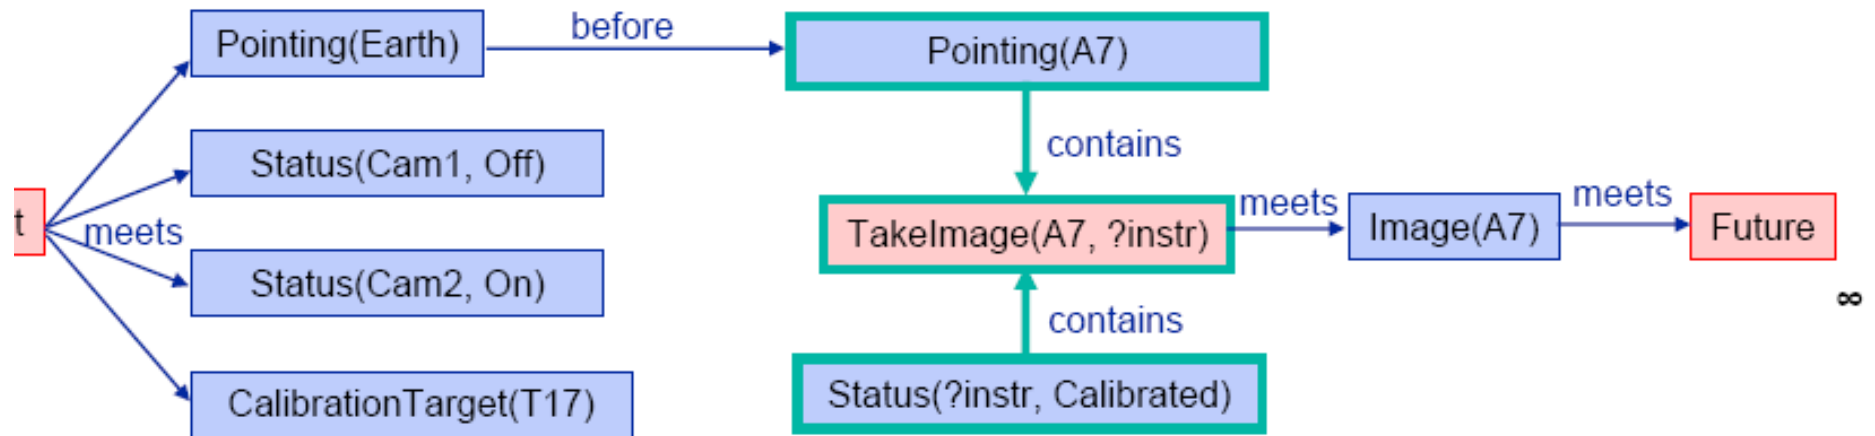 Pointing(Earth)
before
Pointing(A7)
Status(Cam1, Off)
contains
t
meets
TakeImage(A7, ?instr)
meets
Image(A7)
meets
Future
Status(Cam2, On)
∞
contains
CalibrationTarget(T17)
Status(?instr, Calibrated)